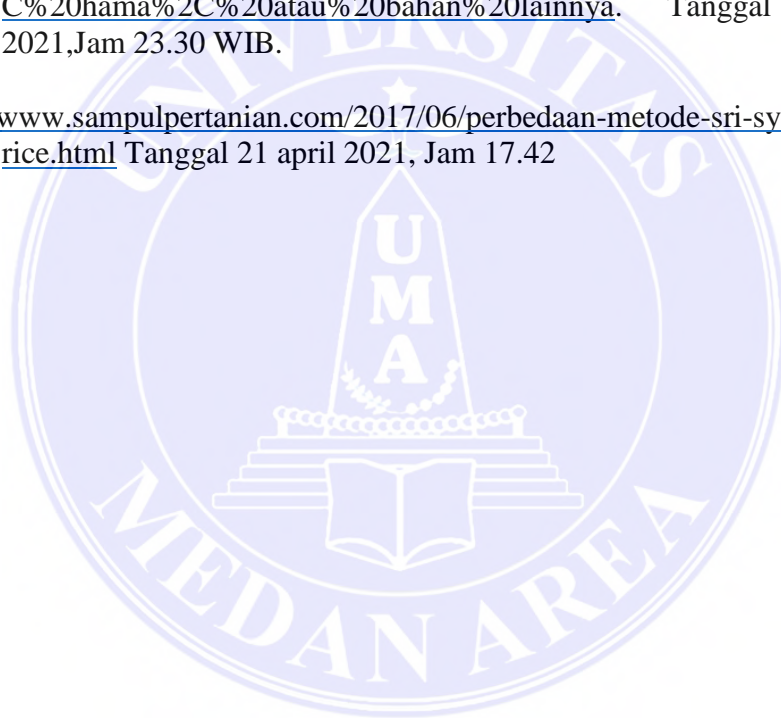 C%20hama%2C%20atau%20bahan%20lainnya. Tanggal
2021,Jam 23.30 WIB.
www.sampulpertanian.com/2017/06/perbedaan-metode-sri-sy
rice.html Tanggal 21 april 2021, Jam 17.42
UNIVERSITAS
U
M
A
MEDAN AREA